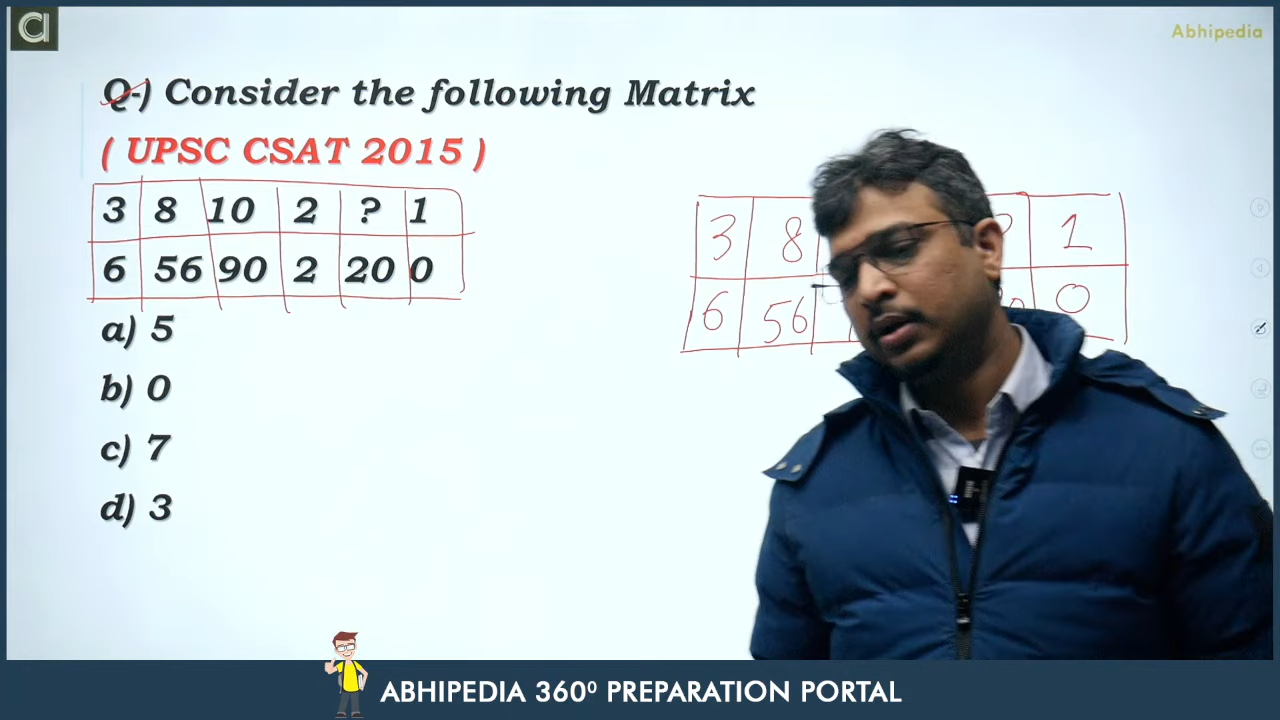 a
Abhipedia
Q-) Consider the following Matrix
( UPSC CSAT 2015 )
3 8 10 2 ? 1
6 56 90 2 20 0
a) 5
b) 0
c) 7
d) 3
3 8 1
6 56 0
ABHIPEDIA 360⁰ PREPARATION PORTAL